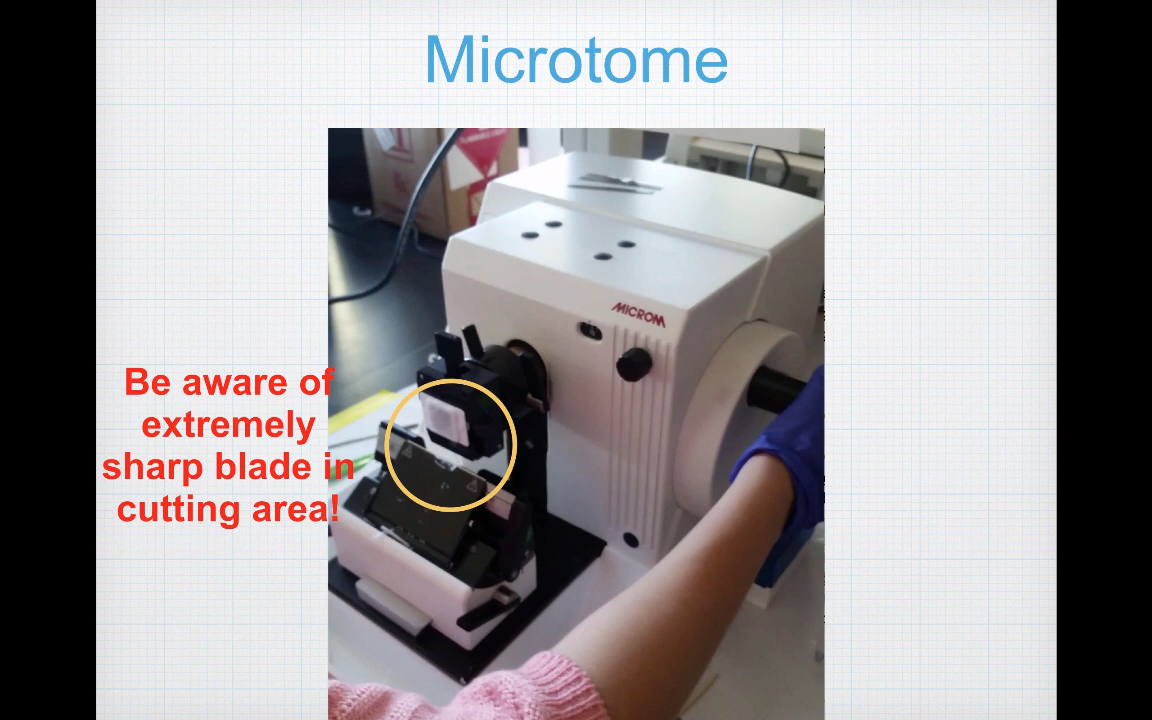 Microtome
MICROM
Be aware of
extremely
sharp blade in
cutting area!